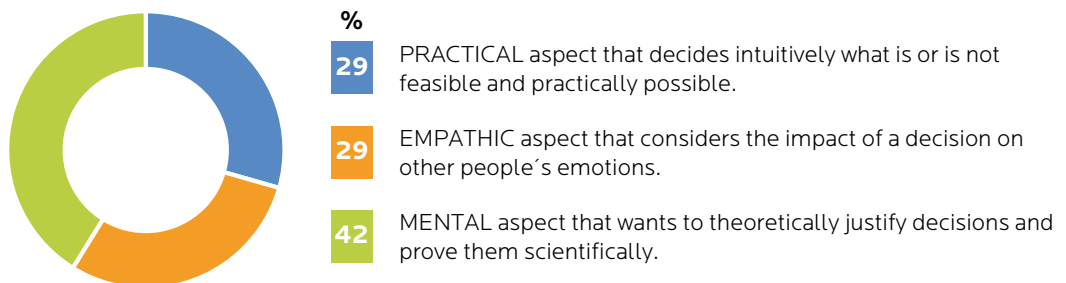 %
29
PRACTICAL aspect that decides intuitively what is or is not
feasible and practically possible.
29
EMPATHIC aspect that considers the impact of a decision on
other people´s emotions.
42
MENTAL aspect that wants to theoretically justify decisions and
prove them scientifically.